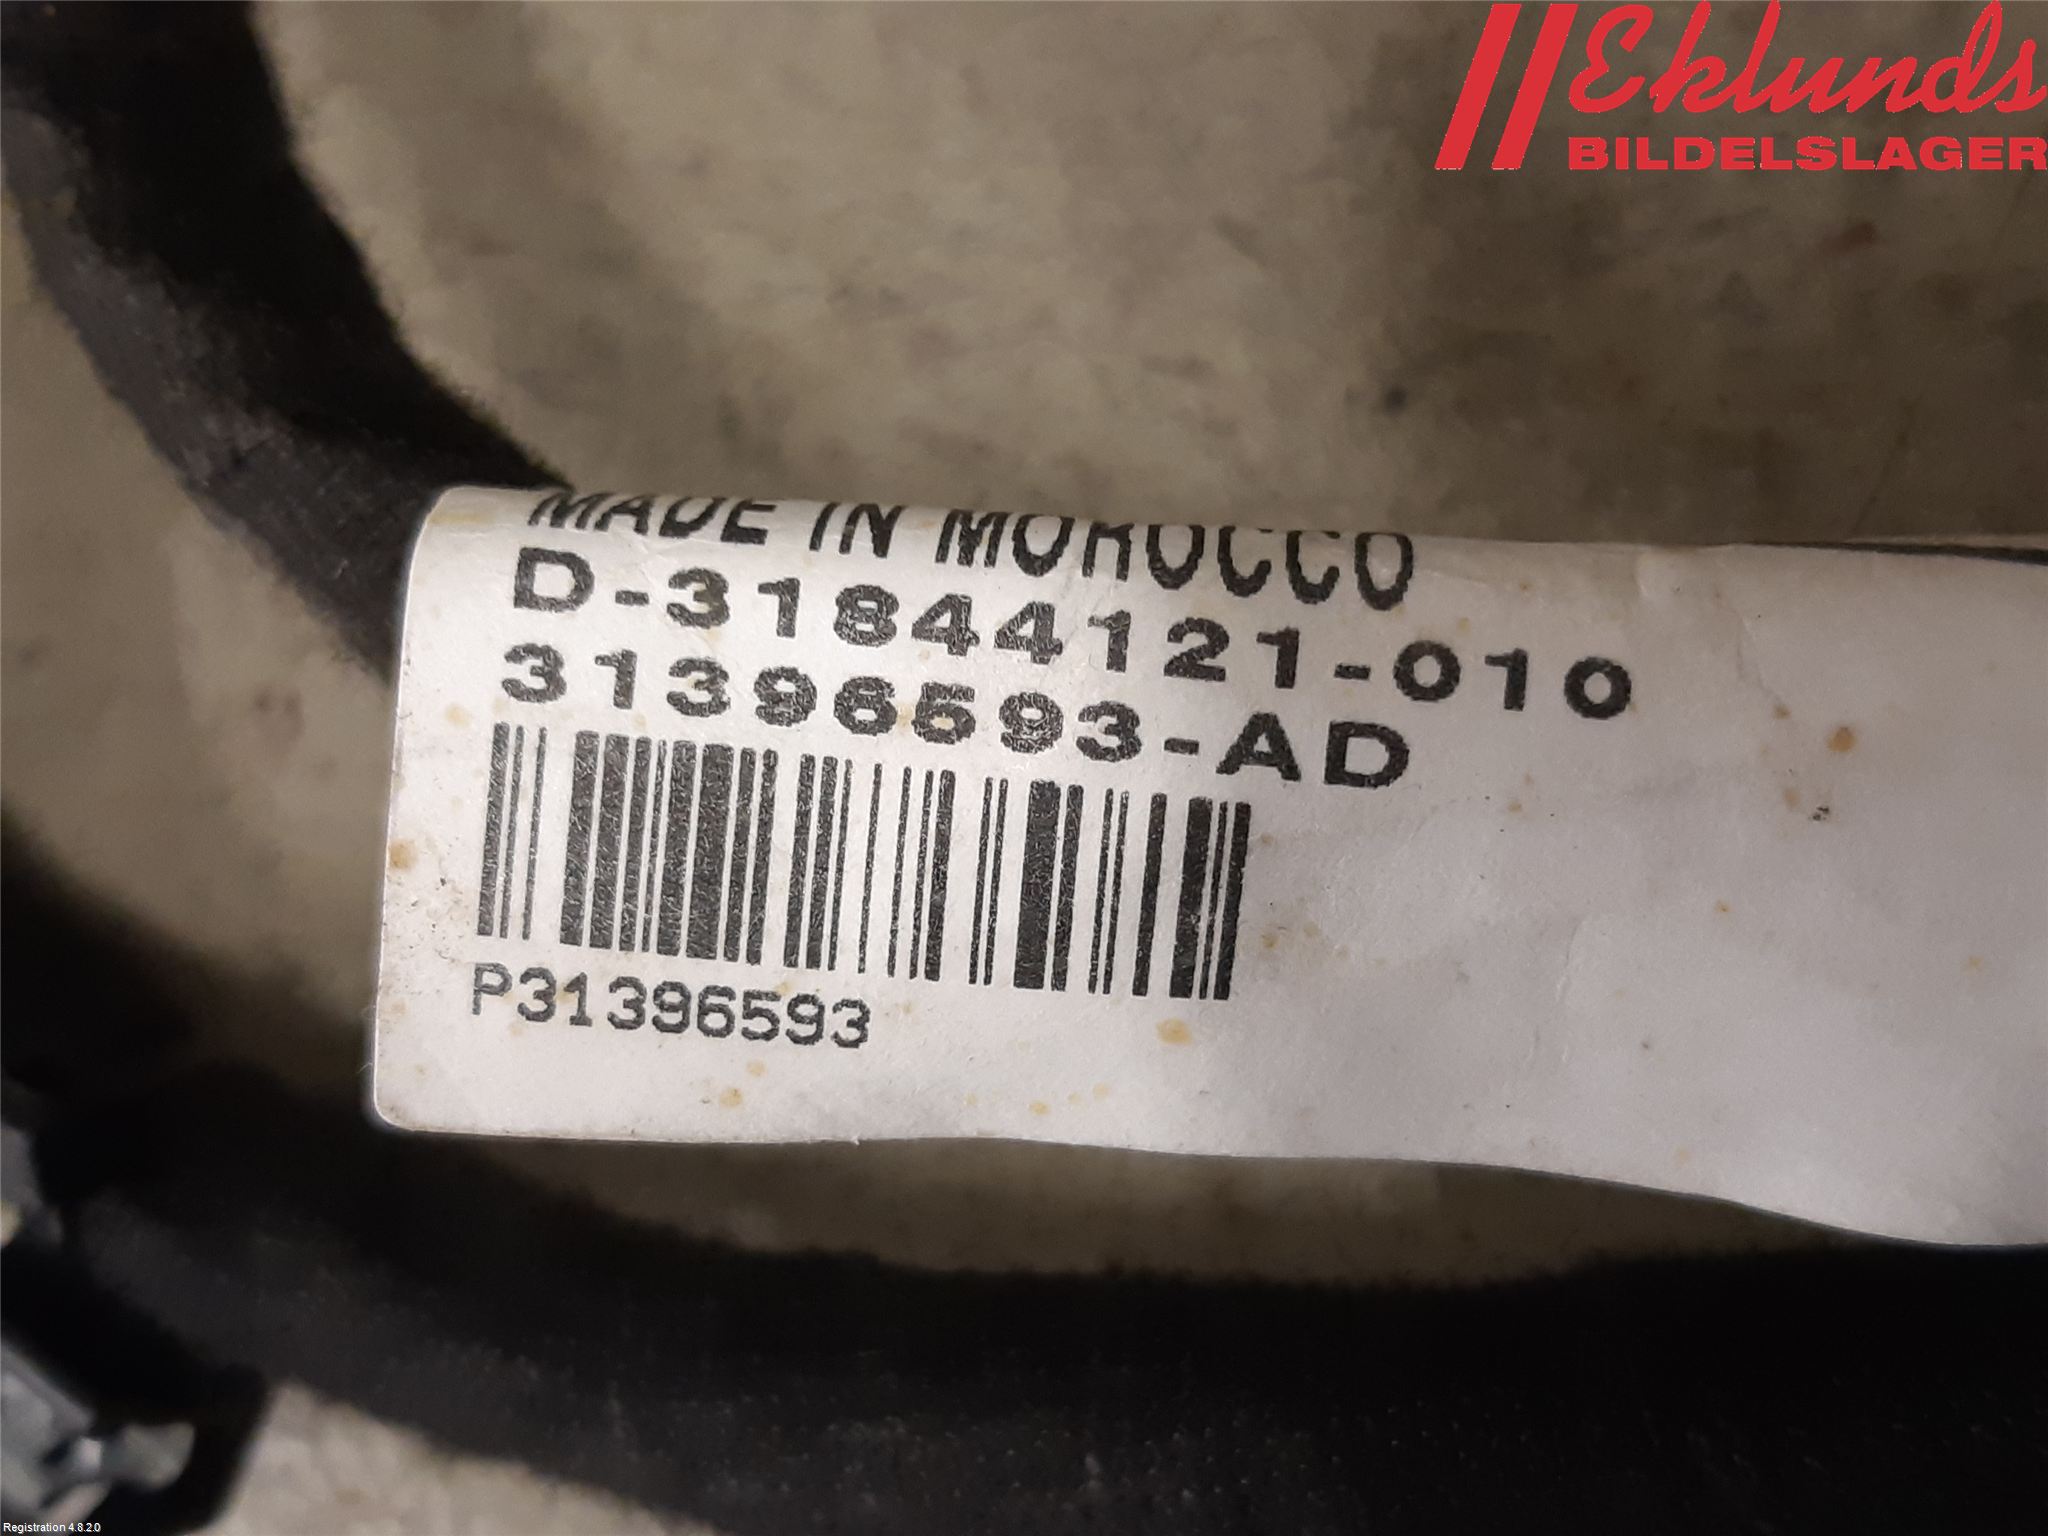 Eklunds
BILDELSLAGER
MADE IN MOROCCO
D-31844121-010
31396593-AD
P31396593
Registration 4.8.2.0